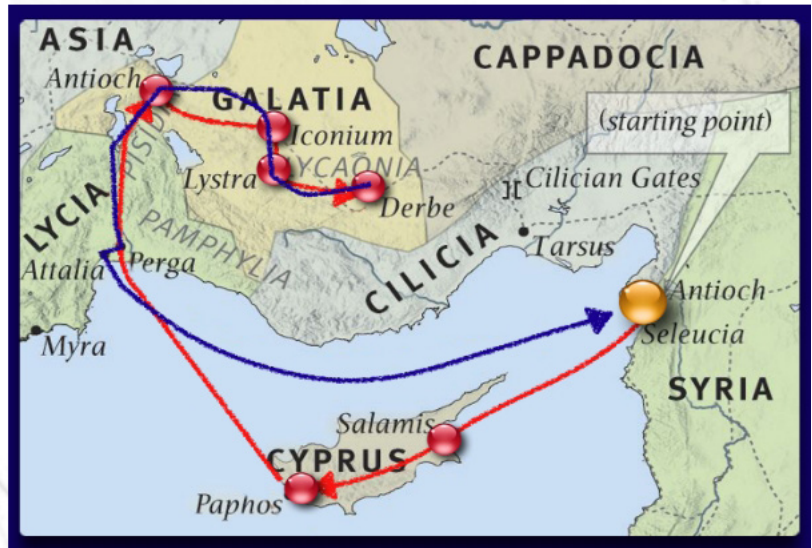 ASIA
CAPPADOCIA
Antioch
GALATIA
(starting point)
Iconium
PISIDIA
LYCAONIA
Lystra
Cilician Gates
Derbe
LYCIA
PAMPHYLIA
Tarsus
CILICIA
Attalia
Perga
Antioch
Seleucia
Myra
SYRIA
Salamis
CYPRUS
Paphos